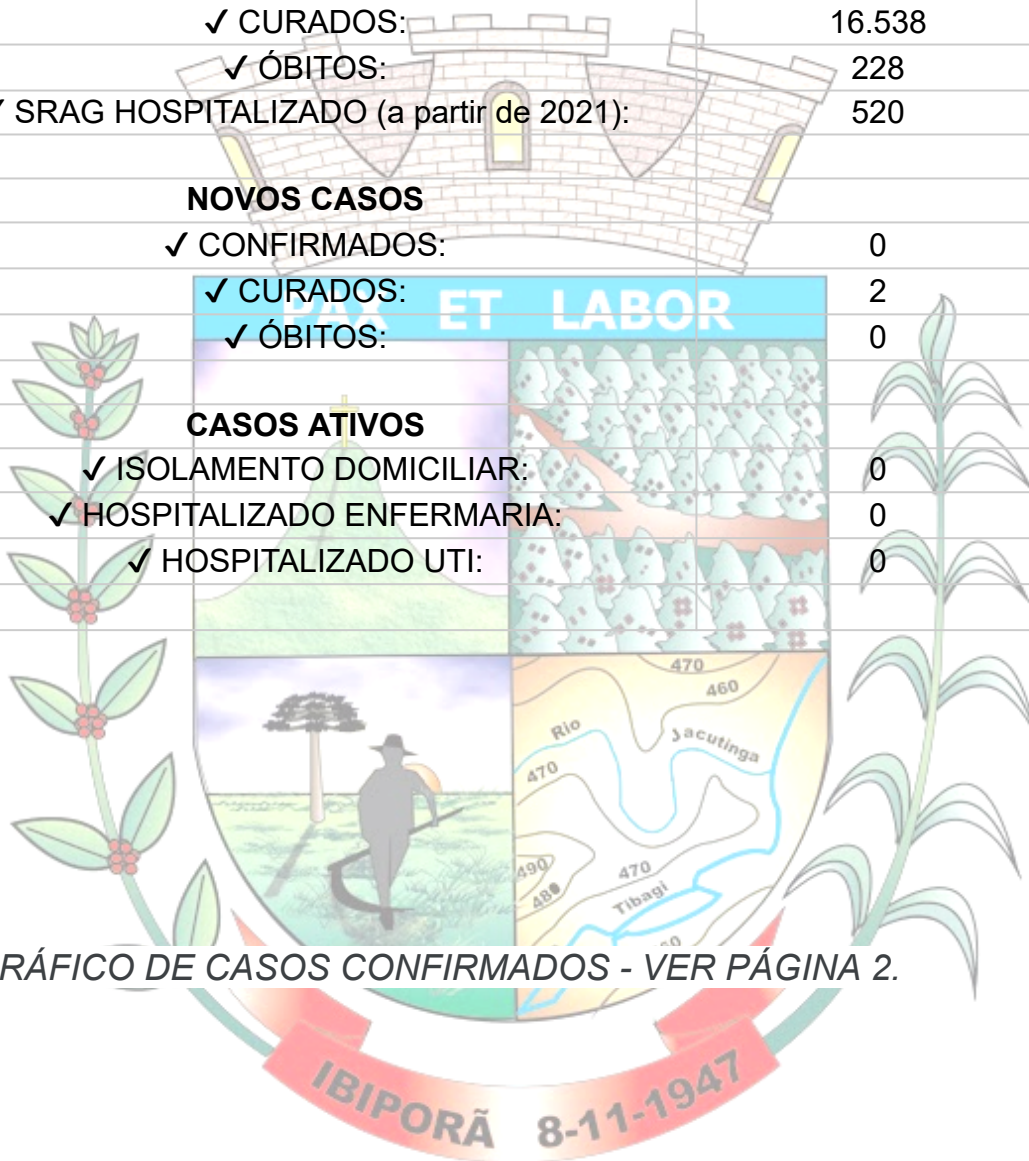 ✓ CURADOS: 16.538
✓ ÓBITOS: 228
✓ SRAG HOSPITALIZADO (a partir de 2021): 520
NOVOS CASOS
✓ CONFIRMADOS: 0
✓ CURADOS: 2
✓ ÓBITOS: 0
PAX ET LABOR
CASOS ATIVOS
✓ ISOLAMENTO DOMICILIAR: 0
✓ HOSPITALIZADO ENFERMARIA: 0
✓ HOSPITALIZADO UTI: 0
470
460
Rio Jacutinga
470
490
480
470
Tibagi
RÁFICO DE CASOS CONFIRMADOS - VER PÁGINA 2.
IBIPORÃ 8-11-1947